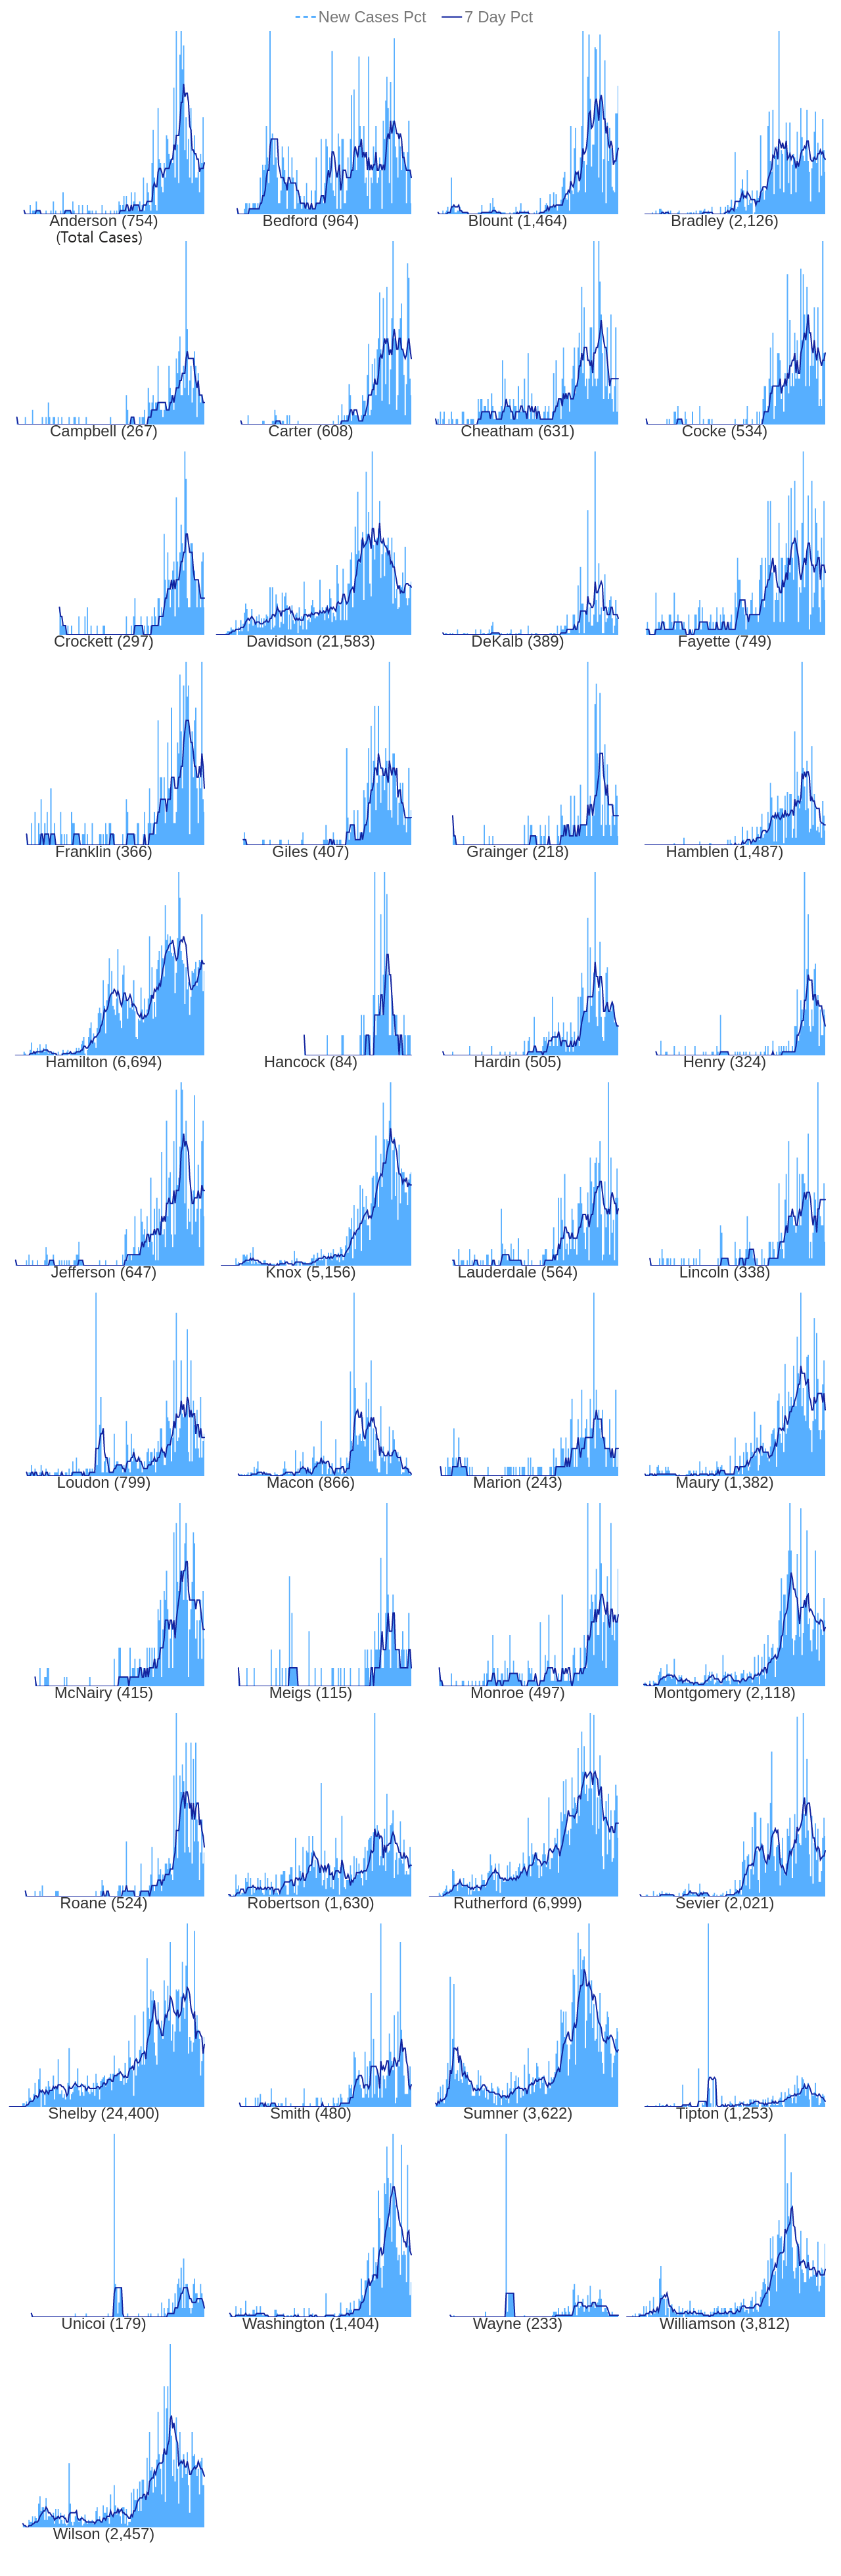 New Cases Pct 7 Day Pct
Anderson (754) Bedford (964) Blount (1,464) Bradley (2,126)
(Total Cases)
Campbell (267) Carter (608) Cheatham (631) Cocke (534)
Crockett (297) Davidson (21,583) DeKalb (389) Fayette (749)
Franklin (366) Giles (407) Grainger (218) Hamblen (1,487)
Hamilton (6,694) Hancock (84) Hardin (505) Henry (324)
Jefferson (647) Knox (5,156) Lauderdale (564) Lincoln (338)
Loudon (799) Macon (866) Marion (243) Maury (1,382)
McNairy (415) Meigs (115) Monroe (497) Montgomery (2,118)
Roane (524) Robertson (1,630) Rutherford (6,999) Sevier (2,021)
Shelby (24,400) Smith (480) Sumner (3,622) Tipton (1,253)
Unicoi (179) Washington (1,404) Wayne (233) Williamson (3,812)
Wilson (2,457)